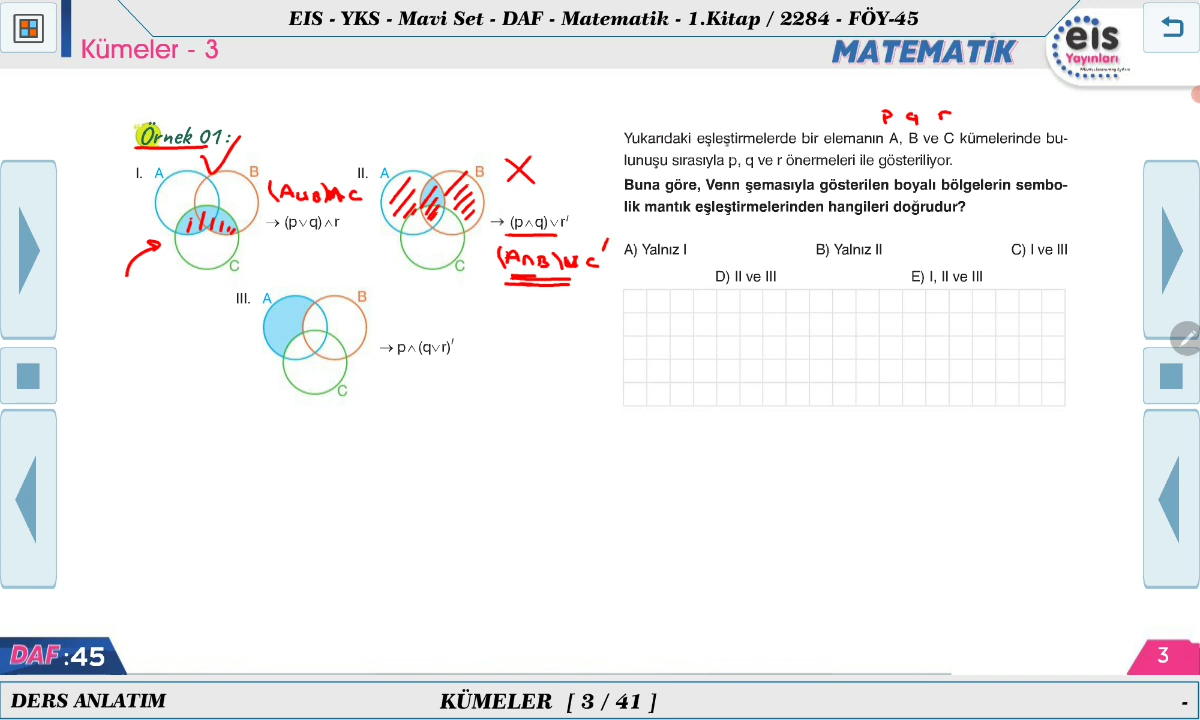 EIS - YKS - Mavi Set - DAF - Matematik - 1.Kitap / 2284 - FÖY-45
Kümeler - 3
MATEMATİK
eis
Yayınları
Örnek 01:
I. A B C
(A∪B)∩C
→ (p∨q)∧r
II. A B C
→ (p∧q)∨r′
(A∩B)∪C′
III. A B C
→ p∧(q∨r)′
p q r
Yukarıdaki eşleştirmelerde bir elemanın A, B ve C kümelerinde bu-
lunuşu sırasıyla p, q ve r önermeleri ile gösteriliyor.
Buna göre, Venn şemasıyla gösterilen boyalı bölgelerin sembo-
lik mantık eşleştirmelerinden hangileri doğrudur?
A) Yalnız I B) Yalnız II C) I ve III
D) II ve III E) I, II ve III
DAF :45
3
DERS ANLATIM
KÜMELER [ 3 / 41 ]
-